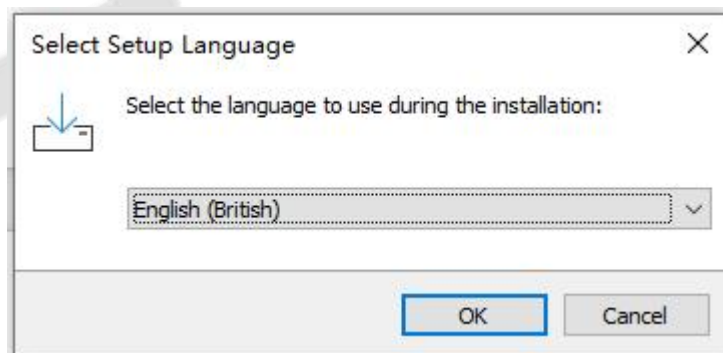 Select Setup Language
Select the language to use during the installation:
English (British)
OK
Cancel